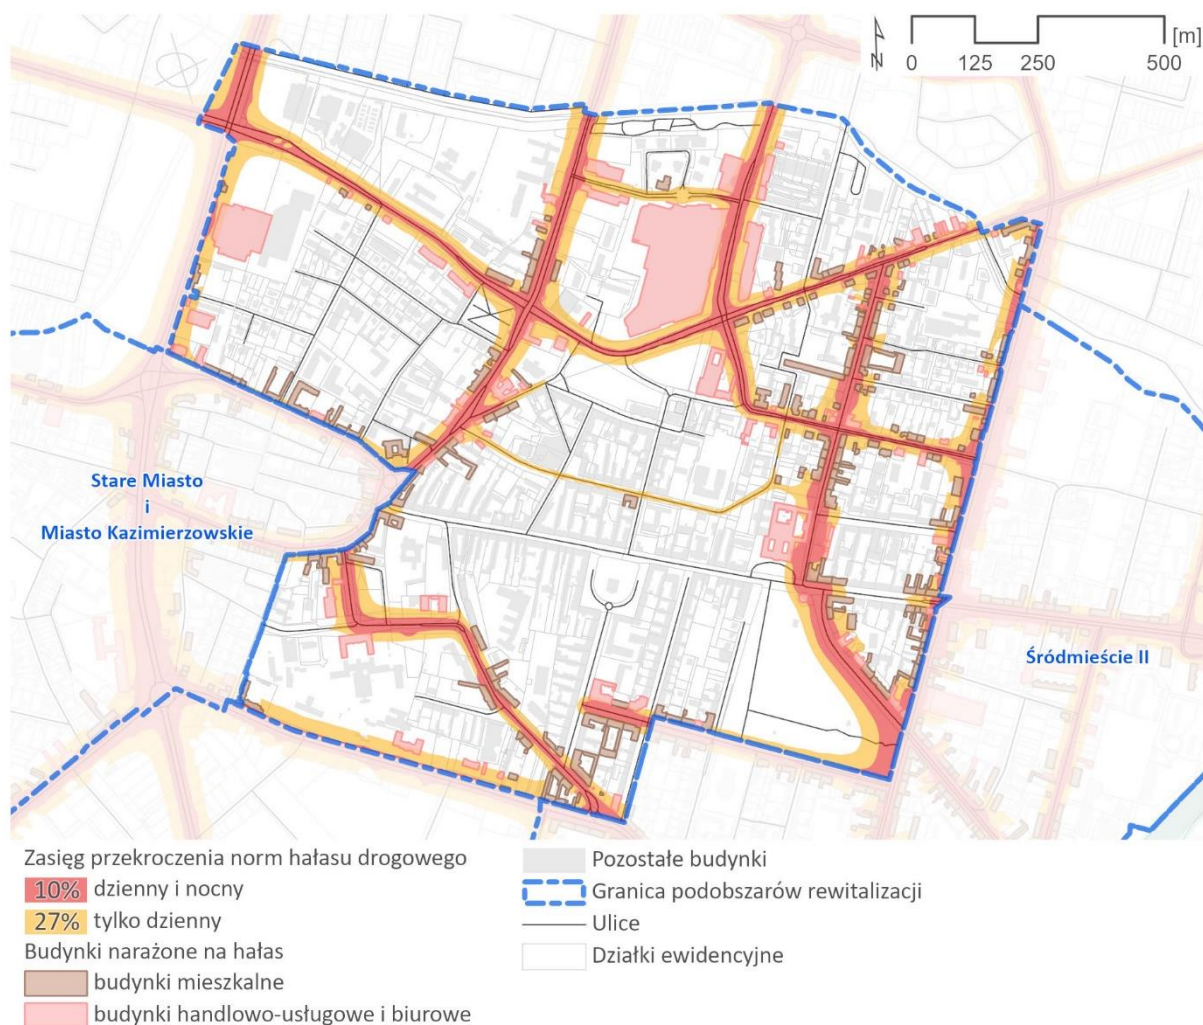 [m]
0 125 250 500
Stare Miasto
i
Miasto Kazimierzowskie
Śródmieście II
Zasięg przekroczenia norm hałasu drogowego
10% dzienny i nocny
27% tylko dzienny
Budynki narażone na hałas
budynki mieszkalne
budynki handlowo-usługowe i biurowe
Pozostałe budynki
Granica podobszarów rewitalizacji
Ulice
Działki ewidencyjne